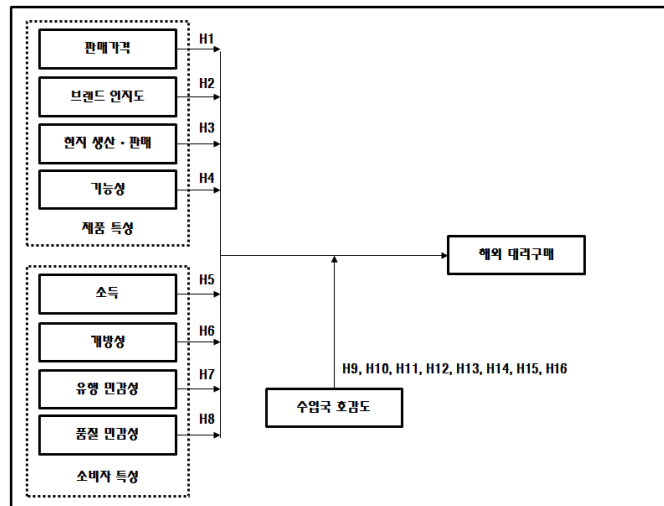 판매가격
H1
브랜드 인지도
H2
현지 생산·판매
H3
기능성
H4
제품 특성
해외 대리구매
소득
H5
개방성
H6
유행 민감성
H7
품질 민감성
H8
소비자 특성
H9, H10, H11, H12, H13, H14, H15, H16
수입국 호감도